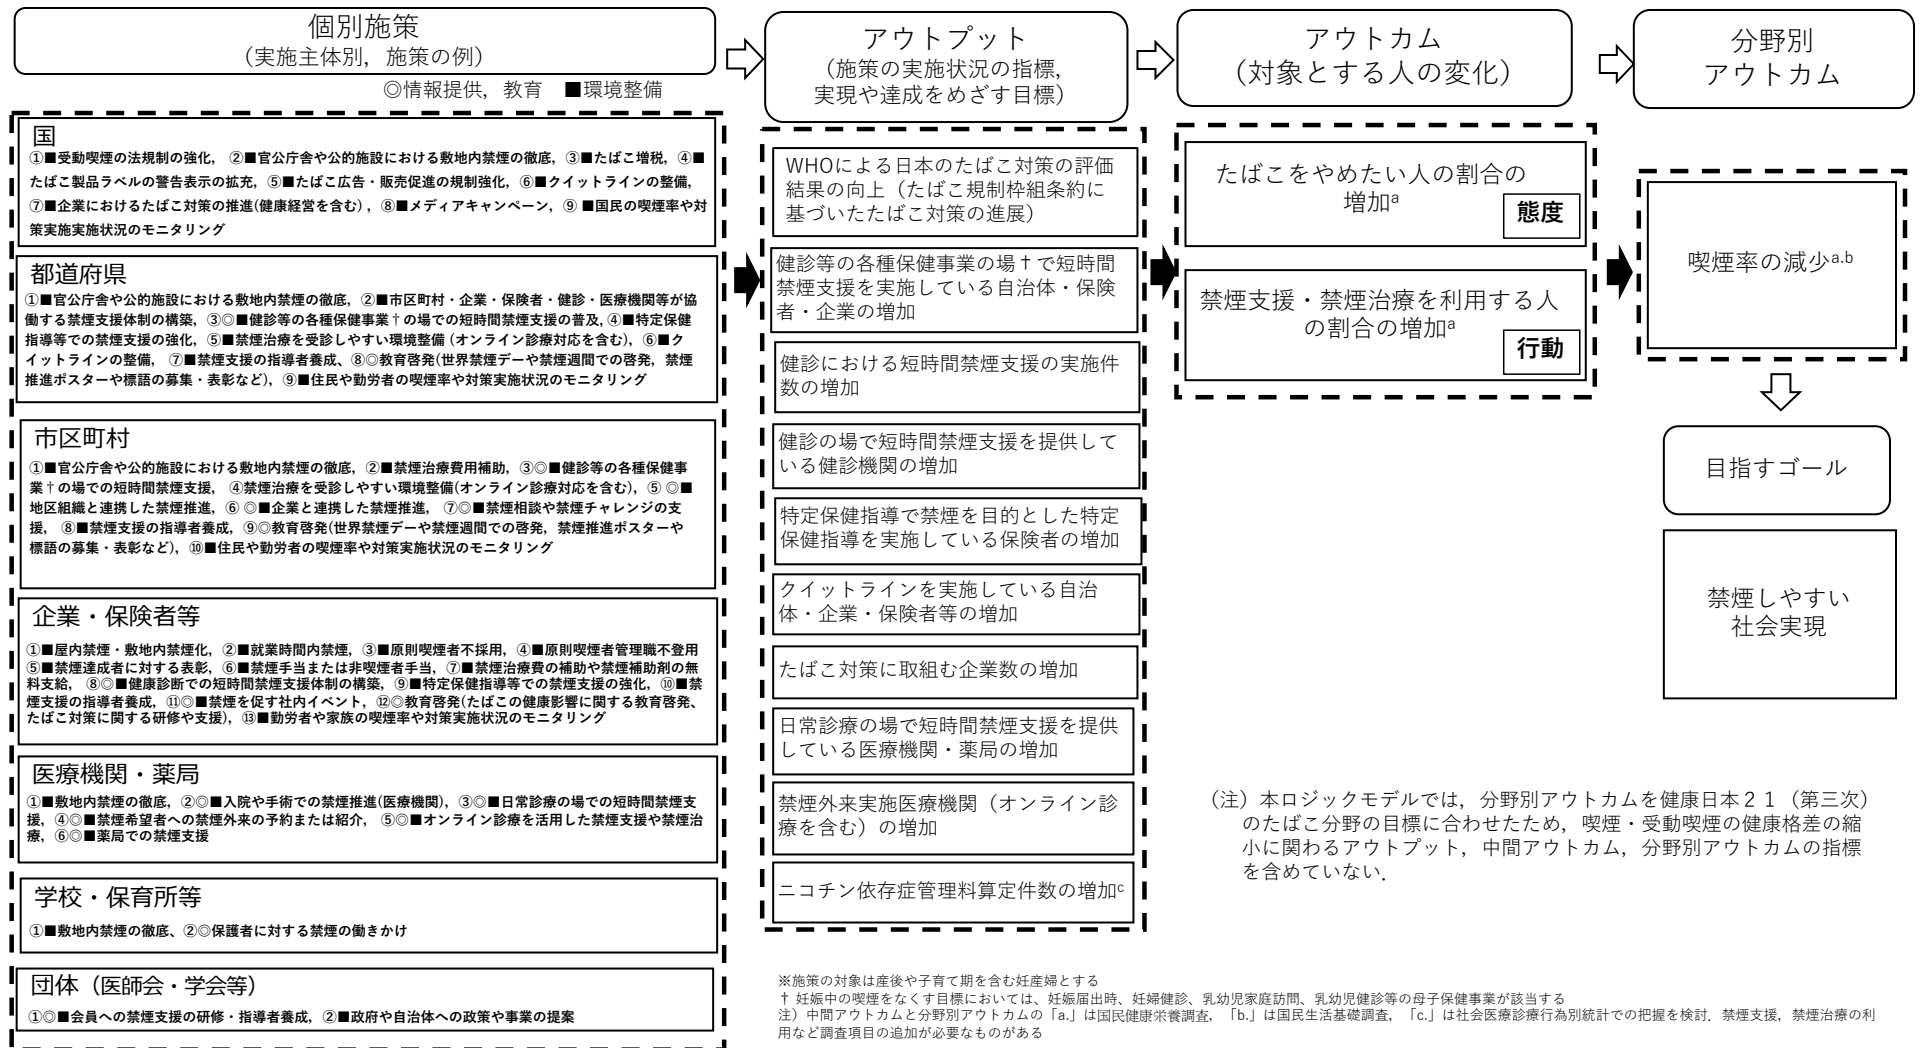 個別施策
（実施主体別，施策の例）
◎情報提供，教育　■環境整備
国
①■受動喫煙の法規制の強化， ②■官公庁舎や公的施設における敷地内禁煙の徹底，③■たばこ増税，④■
たばこ製品ラベルの警告表示の拡充，⑤■たばこ広告・販売促進の規制強化，⑥■クイットラインの整備，
⑦■企業におけるたばこ対策の推進(健康経営を含む)，⑧■メディアキャンペーン，⑨ ■国民の喫煙率や対
策実施実施状況のモニタリング
都道府県
①■官公庁舎や公的施設における敷地内禁煙の徹底，②■市区町村・企業・保険者・健診・医療機関等が協
働する禁煙支援体制の構築，③◎■健診等の各種保健事業†の場での短時間禁煙支援の普及，④■特定保健
指導等での禁煙支援の強化，⑤■禁煙治療を受診しやすい環境整備 (オンライン診療対応を含む)，⑥■ク
イットラインの整備， ⑦■禁煙支援の指導者養成、⑧◎教育啓発(世界禁煙デーや禁煙週間での啓発，禁煙
推進ポスターや標語の募集・表彰など)，⑨■住民や勤労者の喫煙率や対策実施状況のモニタリング
市区町村
①■官公庁舎や公的施設における敷地内禁煙の徹底，②■禁煙治療費用補助，③◎■健診等の各種保健事
業†の場での短時間禁煙支援， ④禁煙治療を受診しやすい環境整備(オンライン診療対応を含む)，⑤ ◎■
地区組織と連携した禁煙推進，⑥ ◎■企業と連携した禁煙推進， ⑦◎■禁煙相談や禁煙チャレンジの支
援， ⑧■禁煙支援の指導者養成，⑨◎教育啓発(世界禁煙デーや禁煙週間での啓発，禁煙推進ポスターや
標語の募集・表彰など)，⑩■住民や勤労者の喫煙率や対策実施状況のモニタリング
企業・保険者等
①■屋内禁煙・敷地内禁煙化，②■就業時間内禁煙，③■原則喫煙者不採用，④■原則喫煙者管理職不登用
⑤■禁煙達成者に対する表彰，⑥■禁煙手当または非喫煙者手当，⑦■禁煙治療費の補助や禁煙補助剤の無
料支給， ⑧◎■健康診断での短時間禁煙支援体制の構築，⑨■特定保健指導等での禁煙支援の強化，⑩■禁
煙支援の指導者養成，⑪◎■禁煙を促す社内イベント，⑫◎教育啓発(たばこの健康影響に関する教育啓発、
たばこ対策に関する研修や支援)，⑬■勤労者や家族の喫煙率や対策実施状況のモニタリング
医療機関・薬局
①■敷地内禁煙の徹底，②◎■入院や手術での禁煙推進(医療機関)，③◎■日常診療の場での短時間禁煙支
援，④◎■禁煙希望者への禁煙外来の予約または紹介， ⑤◎■オンライン診療を活用した禁煙支援や禁煙治
療，⑥◎■薬局での禁煙支援
学校・保育所等
①■敷地内禁煙の徹底、②◎保護者に対する禁煙の働きかけ
団体（医師会・学会等）
①◎■会員への禁煙支援の研修・指導者養成，②■政府や自治体への政策や事業の提案
アウトプット
（施策の実施状況の指標，
実現や達成をめざす目標）
WHOによる日本のたばこ対策の評価
結果の向上（たばこ規制枠組条約に
基づいたたばこ対策の進展）
健診等の各種保健事業の場†で短時間
禁煙支援を実施している自治体・保険
者・企業の増加
健診における短時間禁煙支援の実施件
数の増加
健診の場で短時間禁煙支援を提供して
いる健診機関の増加
特定保健指導で禁煙を目的とした特定
保健指導を実施している保険者の増加
クイットラインを実施している自治
体・企業・保険者等の増加
たばこ対策に取組む企業数の増加
日常診療の場で短時間禁煙支援を提供
している医療機関・薬局の増加
禁煙外来実施医療機関（オンライン診
療を含む）の増加
ニコチン依存症管理料算定件数の増加c
アウトカム
（対象とする人の変化）
たばこをやめたい人の割合の
増加a
態度
禁煙支援・禁煙治療を利用する人
の割合の増加a
行動
分野別
アウトカム
喫煙率の減少a.b
目指すゴール
禁煙しやすい
社会実現
（注）本ロジックモデルでは，分野別アウトカムを健康日本２１（第三次）
のたばこ分野の目標に合わせたため，喫煙・受動喫煙の健康格差の縮
小に関わるアウトプット，中間アウトカム，分野別アウトカムの指標
を含めていない．
※施策の対象は産後や子育て期を含む妊産婦とする
† 妊娠中の喫煙をなくす目標においては、妊娠届出時、妊婦健診、乳幼児家庭訪問、乳幼児健診等の母子保健事業が該当する
注）中間アウトカムと分野別アウトカムの「a.」は国民健康栄養調査，「b.」は国民生活基礎調査，「c.」は社会医療診療行為別統計での把握を検討．禁煙支援，禁煙治療の利
用など調査項目の追加が必要なものがある